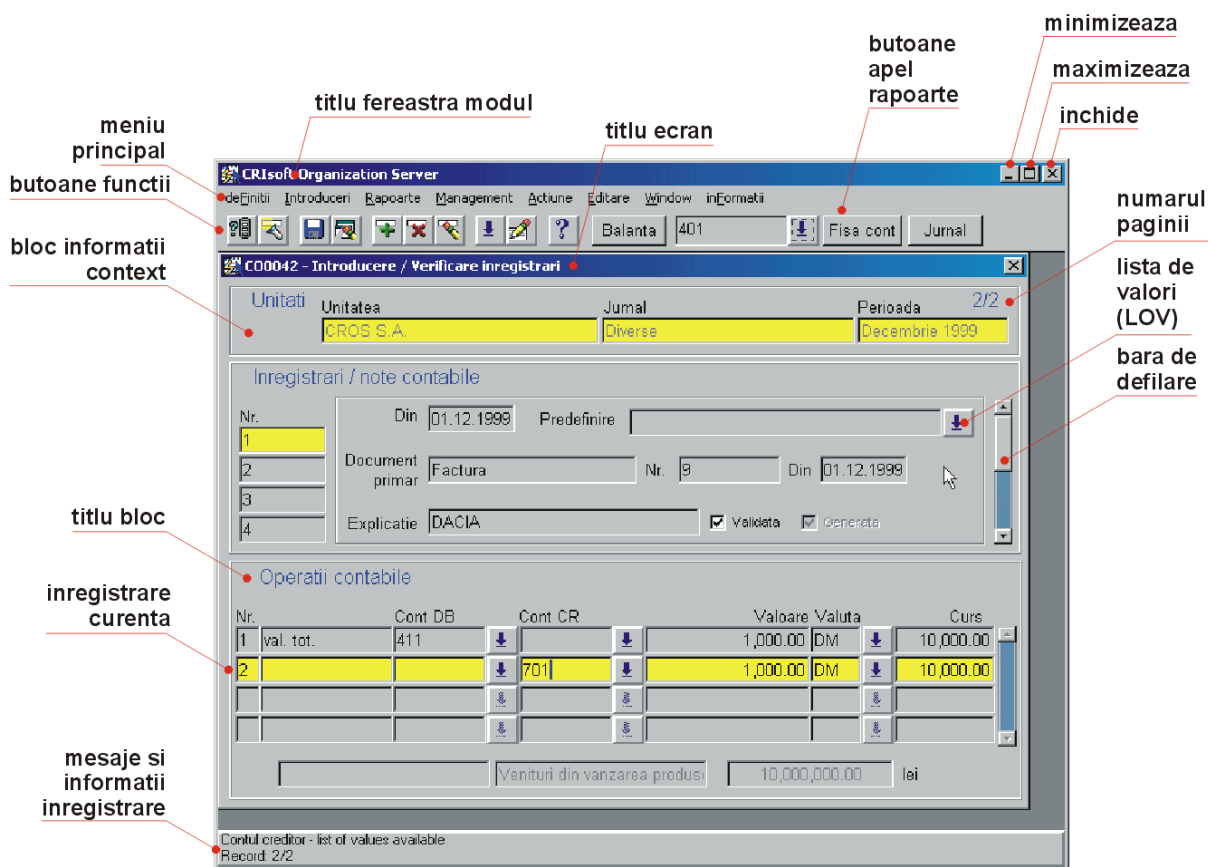 minimizeaza
butoane
apel
rapoarte
maximizeaza
titlu fereastra modul
inchide
meniu
principal
titlu ecran
butoane functii
numarul
paginii
bloc informatii
context
lista de
valori
(LOV)
bara de
defilare
titlu bloc
inregistrare
curenta
mesaje si
informatii
inregistrare
CRIsoft Organization Server
deFinitii Introduceri Rapoarte Management Actiune Editare Window inFormatii
Balanta 401 Fisa cont Jurnal
CO0042 - Introducere / Verificare inregistrari
Unitati 2/2
Unitatea Jurnal Perioada
CROS S.A. Diverse Decembrie 1999
Inregistrari / note contabile
Nr. Din 01.12.1999 Predefinire
1
2 Document primar Factura Nr. 9 Din 01.12.1999
3
4 Explicatie DACIA Validata Generata
Operatii contabile
Nr. Cont DB Cont CR Valoare Valuta Curs
1 val. tot. 411 1,000.00 DM 10,000.00
2 701 1,000.00 DM 10,000.00
Venituri din vanzarea 10,000,000.00 lei
Contul creditor - list of values available
Record: 2/2